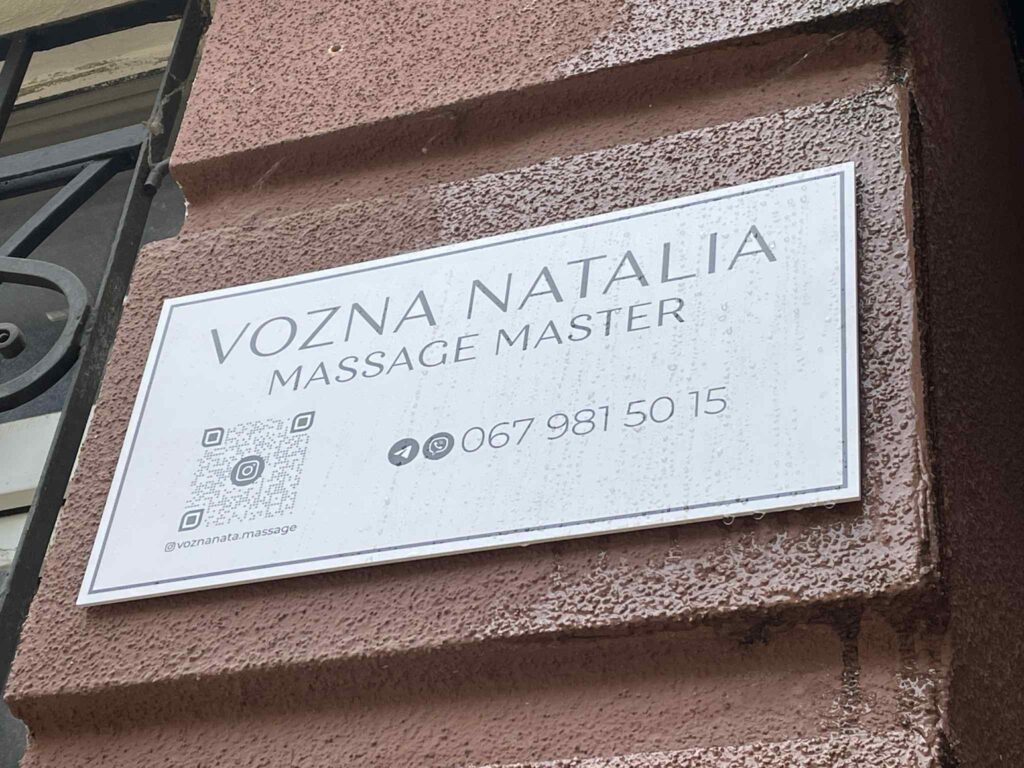 VOZNA NATALIA
MASSAGE MASTER
067 981 50 15
voznanata.massage